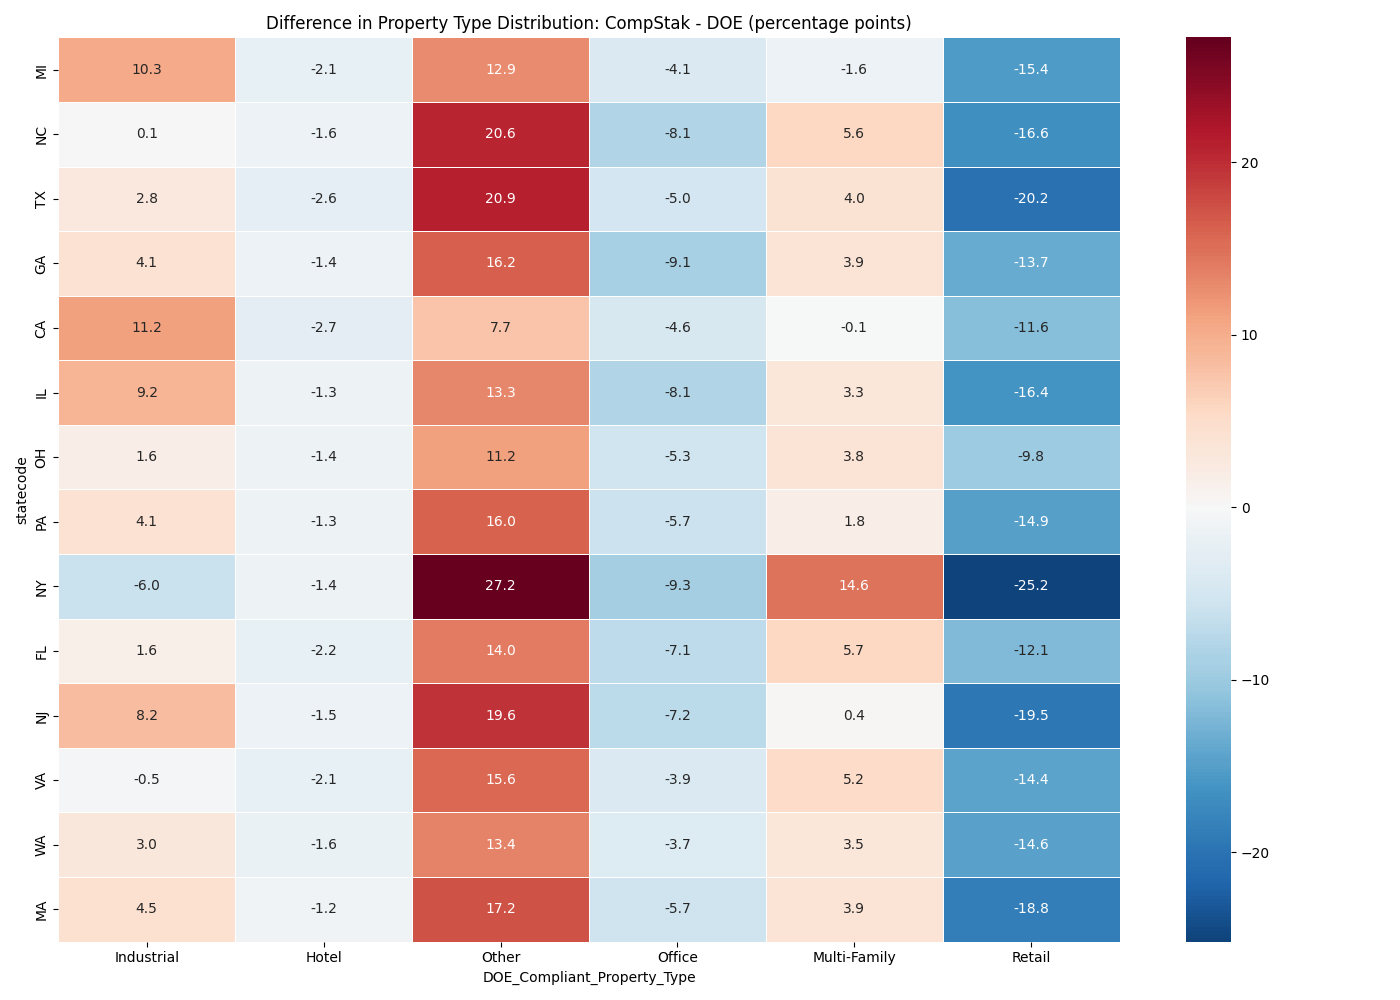 Difference in Property Type Distribution: CompStak - DOE (percentage points)
MI 10.3 -2.1 12.9 -4.1 -1.6 -15.4
NC 0.1 -1.6 20.6 -8.1 5.6 -16.6
20
TX 2.8 -2.6 20.9 -5.0 4.0 -20.2
GA 4.1 -1.4 16.2 -9.1 3.9 -13.7
CA 11.2 -2.7 7.7 -4.6 -0.1 -11.6
10
IL 9.2 -1.3 13.3 -8.1 3.3 -16.4
OH 1.6 -1.4 11.2 -5.3 3.8 -9.8
statecode
0
PA 4.1 -1.3 16.0 -5.7 1.8 -14.9
NY -6.0 -1.4 27.2 -9.3 14.6 -25.2
FL 1.6 -2.2 14.0 -7.1 5.7 -12.1
−10
NJ 8.2 -1.5 19.6 -7.2 0.4 -19.5
VA -0.5 -2.1 15.6 -3.9 5.2 -14.4
WA 3.0 -1.6 13.4 -3.7 3.5 -14.6
−20
MA 4.5 -1.2 17.2 -5.7 3.9 -18.8
Industrial Hotel Other Office Multi-Family Retail
DOE_Compliant_Property_Type